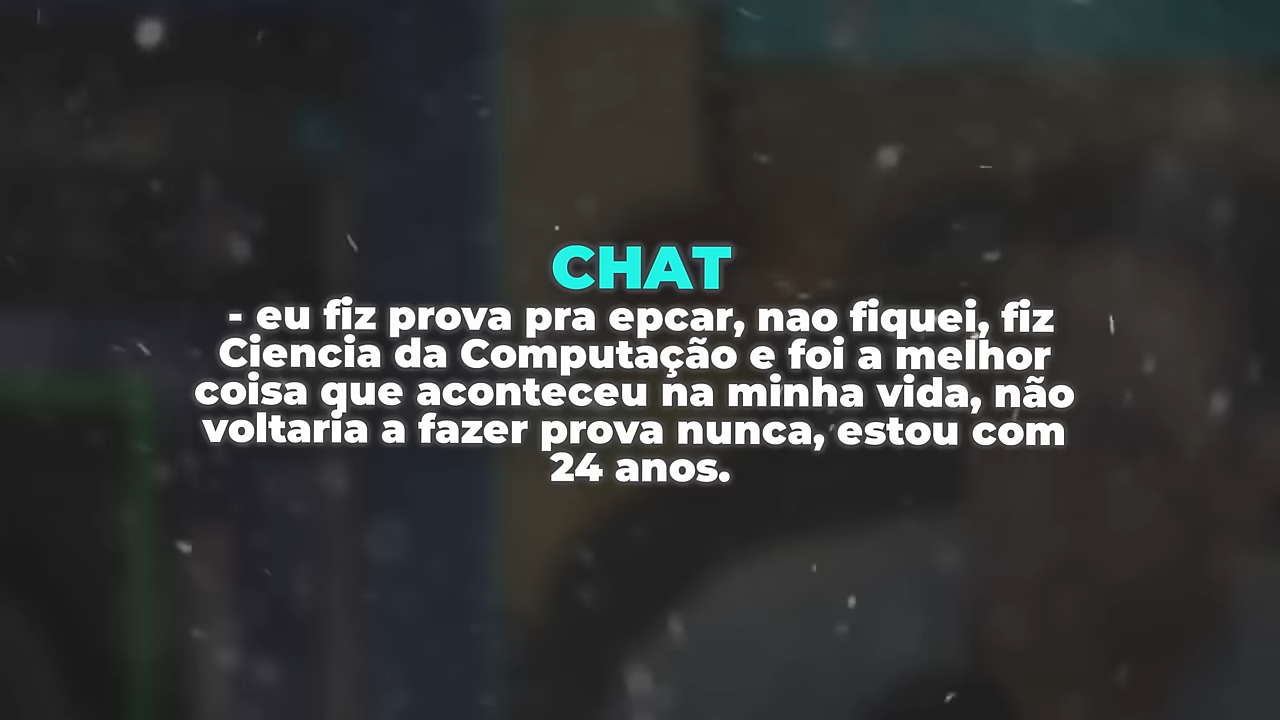 CHAT
- eu fiz prova pra epcar, nao fiquei, fiz
Ciencia da Computação e foi a melhor
coisa que aconteceu na minha vida, não
voltaria a fazer prova nunca, estou com
24 anos.